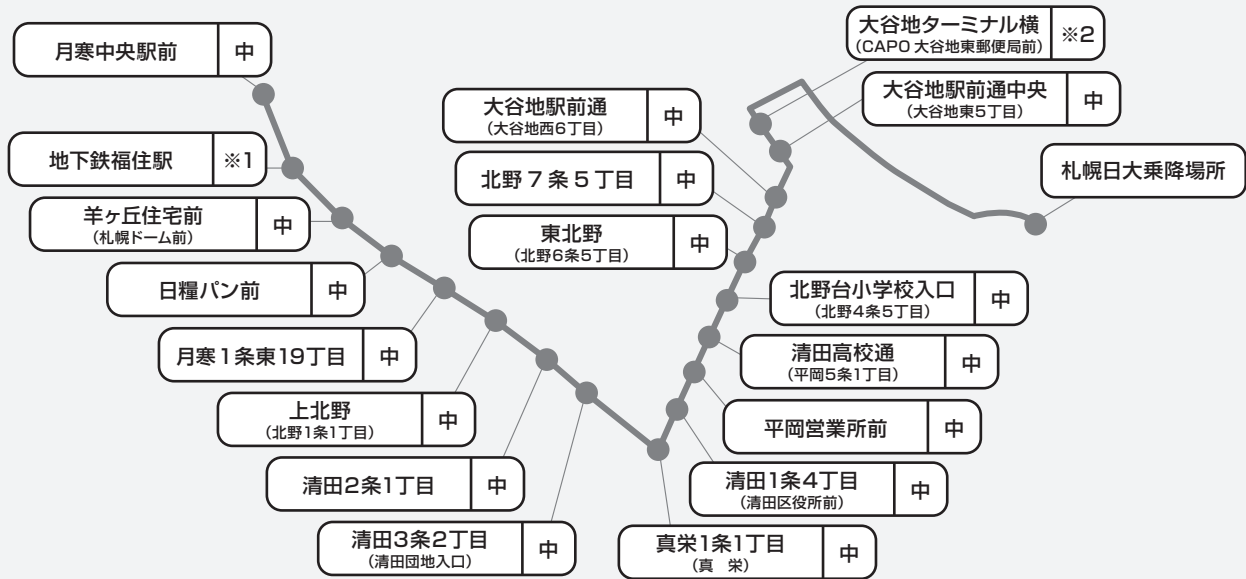 月寒中央駅前 中
地下鉄福住駅 ※1
羊ヶ丘住宅前 中
(札幌ドーム前)
日糧パン前 中
月寒1条東19丁目 中
上北野 中
(北野1条1丁目)
清田2条1丁目 中
清田3条2丁目 中
(清田団地入口)
真栄1条1丁目 中
(真 栄)
清田1条4丁目 中
(清田区役所前)
平岡営業所前 中
清田高校通 中
(平岡5条1丁目)
北野台小学校入口 中
(北野4条5丁目)
東北野 中
(北野6条5丁目)
北野7条5丁目 中
大谷地駅前通 中
(大谷地西6丁目)
大谷地駅前通中央 中
(大谷地東5丁目)
大谷地ターミナル横 ※2
(CAPO大谷地東郵便局前)
札幌日大乗降場所